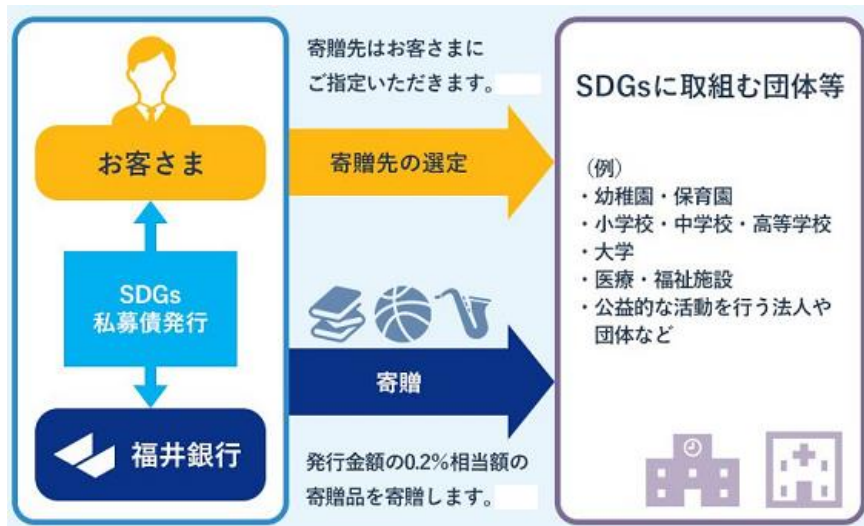 お客さま
SDGs
私募債発行
福井銀行
寄贈先はお客さまに
ご指定いただきます。
寄贈先の選定
寄贈
発行金額の0.2%相当額の
寄贈品を寄贈します。
SDGsに取組む団体等
（例）
・幼稚園・保育園
・小学校・中学校・高等学校
・大学
・医療・福祉施設
・公益的な活動を行う法人や
団体など